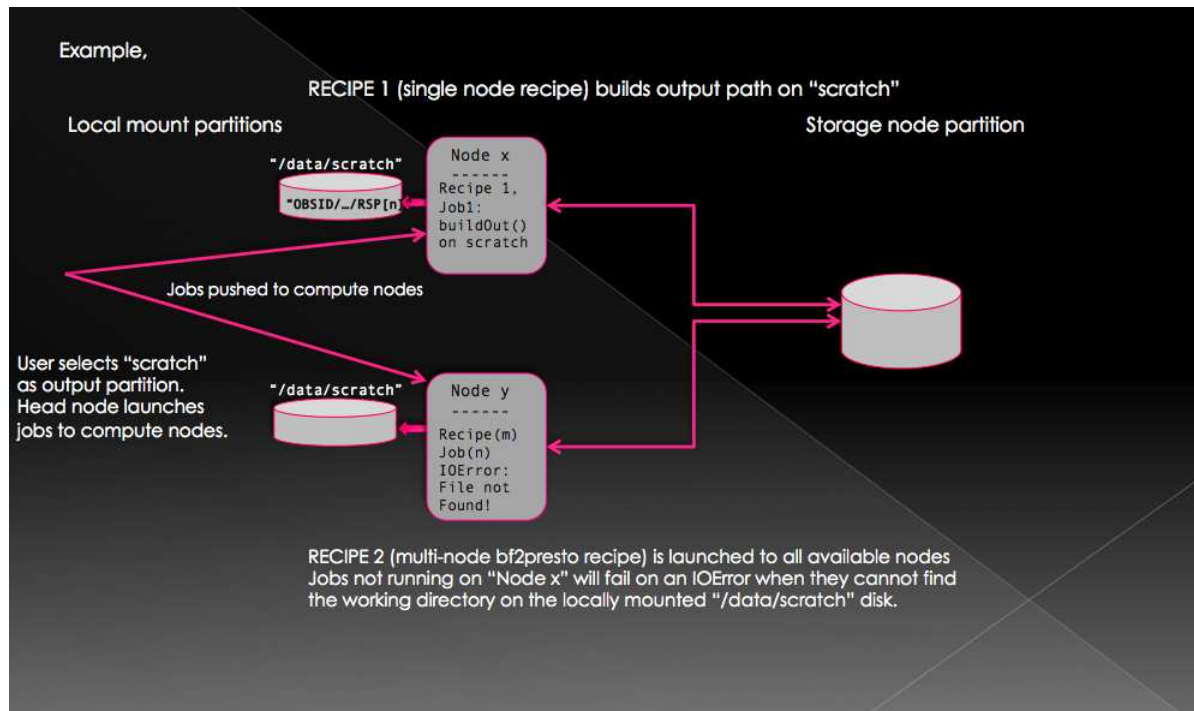 Example,
RECIPE 1 (single node recipe) builds output path on “scratch”
Local mount partitions
Storage node partition
"/data/scratch"
"OBSID/…/RSP[n]
Node x
------
Recipe 1,
Job1:
buildOut()
on scratch
Jobs pushed to compute nodes
User selects “scratch”
as output partition.
Head node launches
jobs to compute nodes.
"/data/scratch"
Node y
------
Recipe(m)
Job(n)
IOError:
File not
Found!
RECIPE 2 (multi-node bf2presto recipe) is launched to all available nodes
Jobs not running on “Node x” will fail on an IOError when they cannot find
the working directory on the locally mounted “/data/scratch” disk.